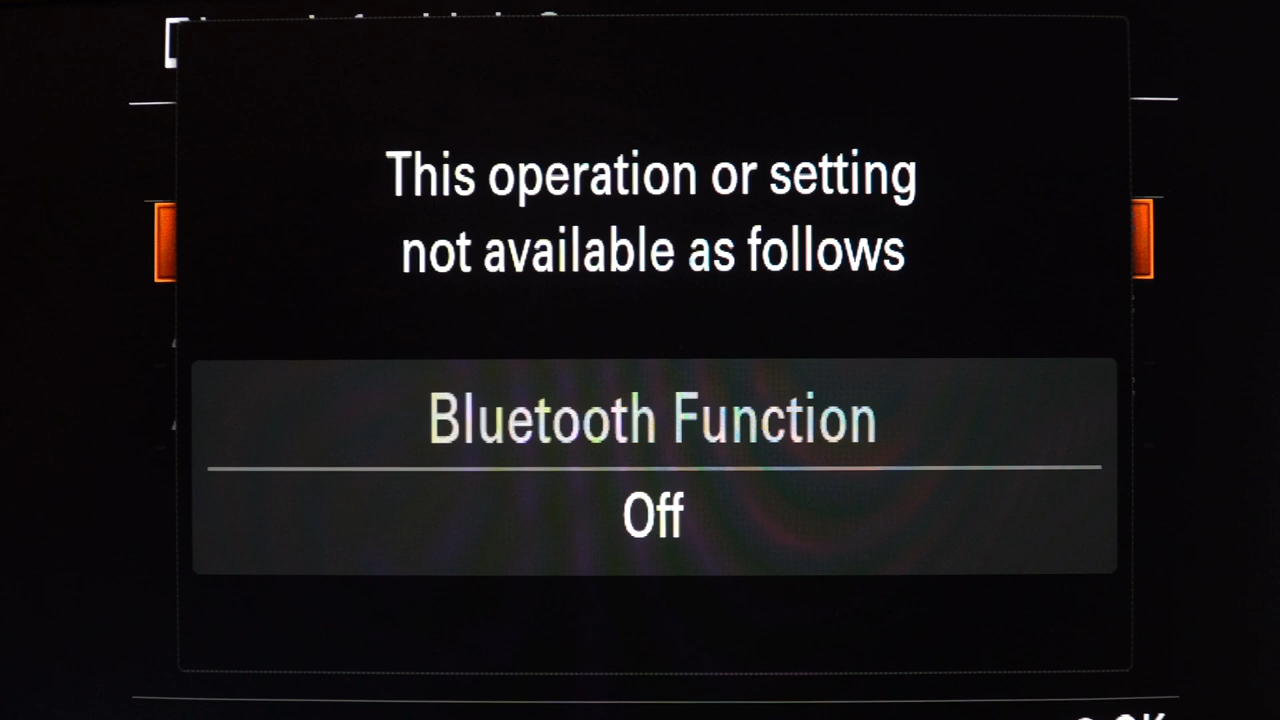 This operation or setting
not available as follows
Bluetooth Function
Off